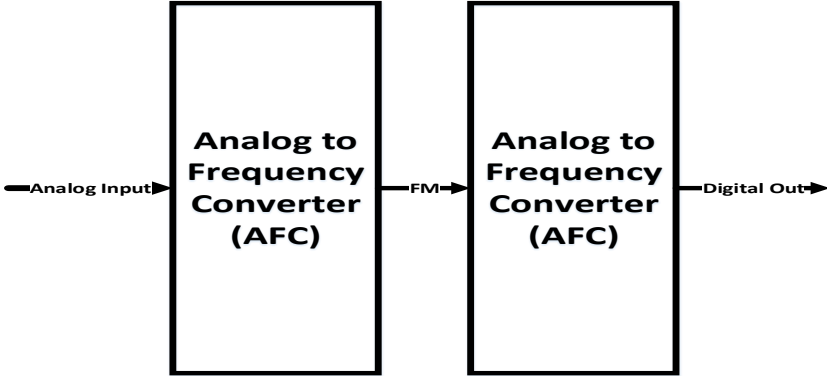 Analog Input
Analog to
Frequency
Converter
(AFC)
FM
Analog to
Frequency
Converter
(AFC)
Digital Out